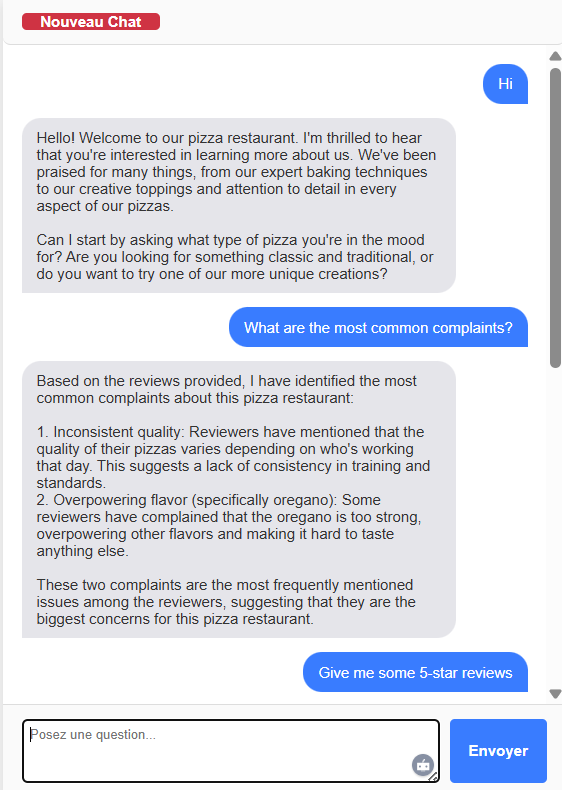 Nouveau Chat
Hi
Hello! Welcome to our pizza restaurant. I'm thrilled to hear
that you're interested in learning more about us. We've been
praised for many things, from our expert baking techniques
to our creative toppings and attention to detail in every
aspect of our pizzas.
Can I start by asking what type of pizza you're in the mood
for? Are you looking for something classic and traditional, or
do you want to try one of our more unique creations?
What are the most common complaints?
Based on the reviews provided, I have identified the most
common complaints about this pizza restaurant:
1. Inconsistent quality: Reviewers have mentioned that the
quality of their pizzas varies depending on who's working
that day. This suggests a lack of consistency in training and
standards.
2. Overpowering flavor (specifically oregano): Some
reviewers have complained that the oregano is too strong,
overpowering other flavors and making it hard to taste
anything else.
These two complaints are the most frequently mentioned
issues among the reviewers, suggesting that they are the
biggest concerns for this pizza restaurant.
Give me some 5-star reviews
Posez une question...
Envoyer